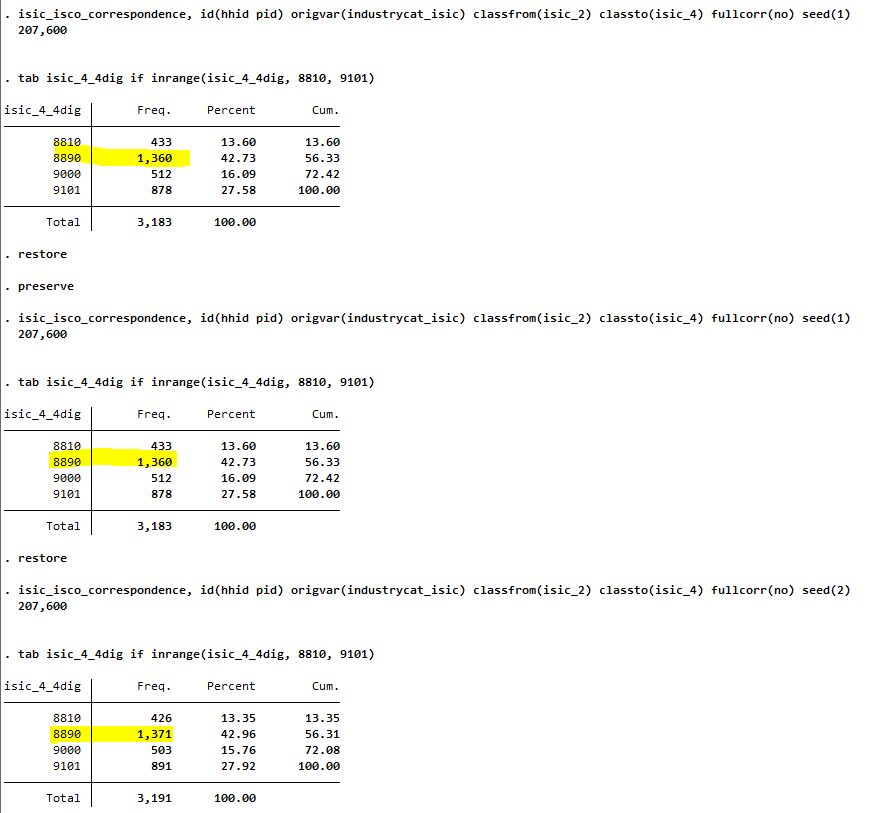 . isic_isco_correspondence, id(hhid pid) origvar(industrycat_isic) classfrom(isic_2) classto(isic_4) fullcorr(no) seed(1)
207,600
. tab isic_4_4dig if inrange(isic_4_4dig, 8810, 9101)
isic_4_4dig Freq. Percent Cum.
8810 433 13.60 13.60
8890 1,360 42.73 56.33
9000 512 16.09 72.42
9101 878 27.58 100.00
Total 3,183 100.00
. restore
. preserve
. isic_isco_correspondence, id(hhid pid) origvar(industrycat_isic) classfrom(isic_2) classto(isic_4) fullcorr(no) seed(1)
207,600
. tab isic_4_4dig if inrange(isic_4_4dig, 8810, 9101)
isic_4_4dig Freq. Percent Cum.
8810 433 13.60 13.60
8890 1,360 42.73 56.33
9000 512 16.09 72.42
9101 878 27.58 100.00
Total 3,183 100.00
. restore
. isic_isco_correspondence, id(hhid pid) origvar(industrycat_isic) classfrom(isic_2) classto(isic_4) fullcorr(no) seed(2)
207,600
. tab isic_4_4dig if inrange(isic_4_4dig, 8810, 9101)
isic_4_4dig Freq. Percent Cum.
8810 426 13.35 13.35
8890 1,371 42.96 56.31
9000 503 15.76 72.08
9101 891 27.92 100.00
Total 3,191 100.00